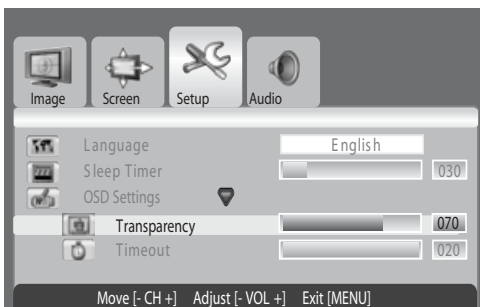 Image Screen Setup Audio
Language English
Sleep Timer 030
OSD Settings
Transparency 070
Timeout 020
Move [- CH +] Adjust [- VOL +] Exit [MENU]